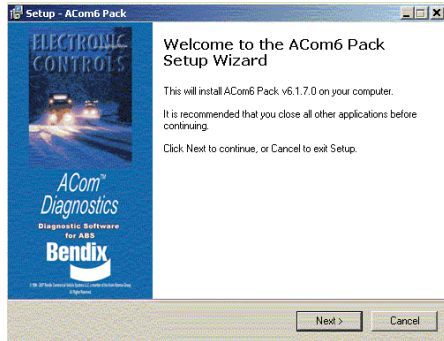 Setup - ACom6 Pack
ELECTRONIC
CONTROLS
ACom™
Diagnostics
Diagnostic Software
for ABS
Bendix
Welcome to the ACom6 Pack
Setup Wizard
This will install ACom6 Pack v6.1.7.0 on your computer.
It is recommended that you close all other applications before
continuing.
Click Next to continue, or Cancel to exit Setup.
Next >
Cancel